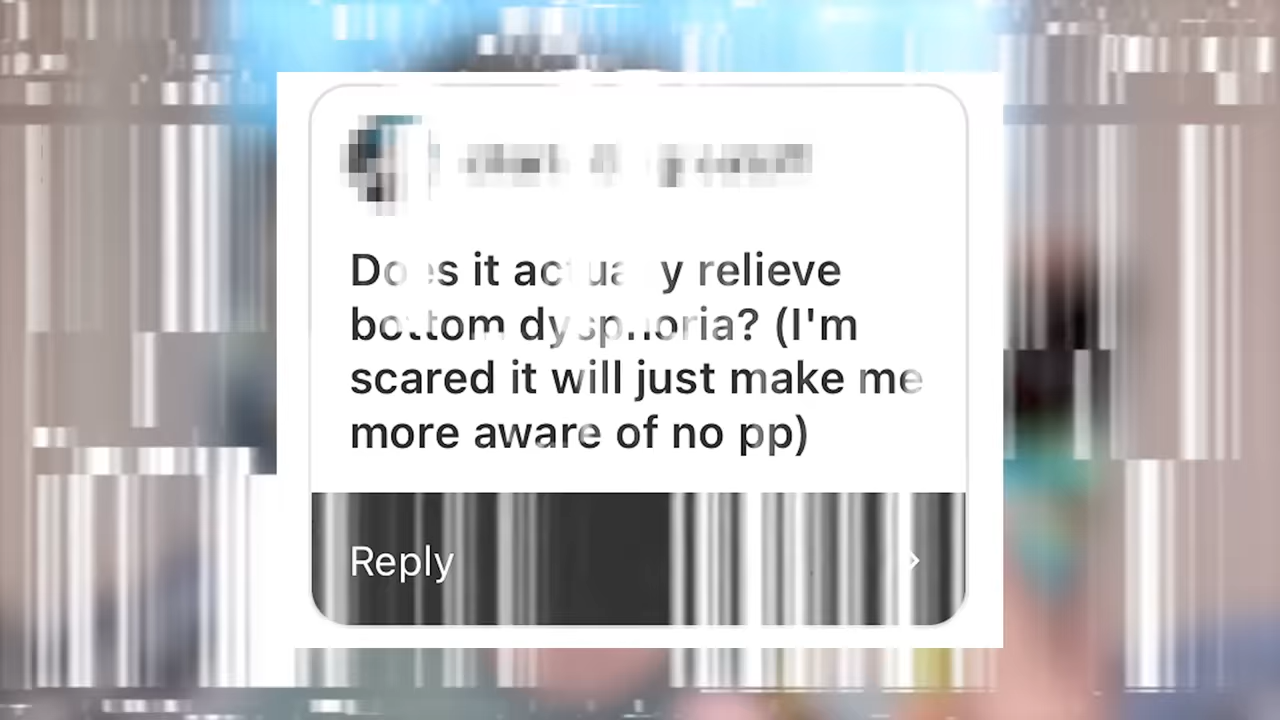 Does it actually relieve
bottom dysphoria? (I'm
scared it will just make me
more aware of no pp)
Reply